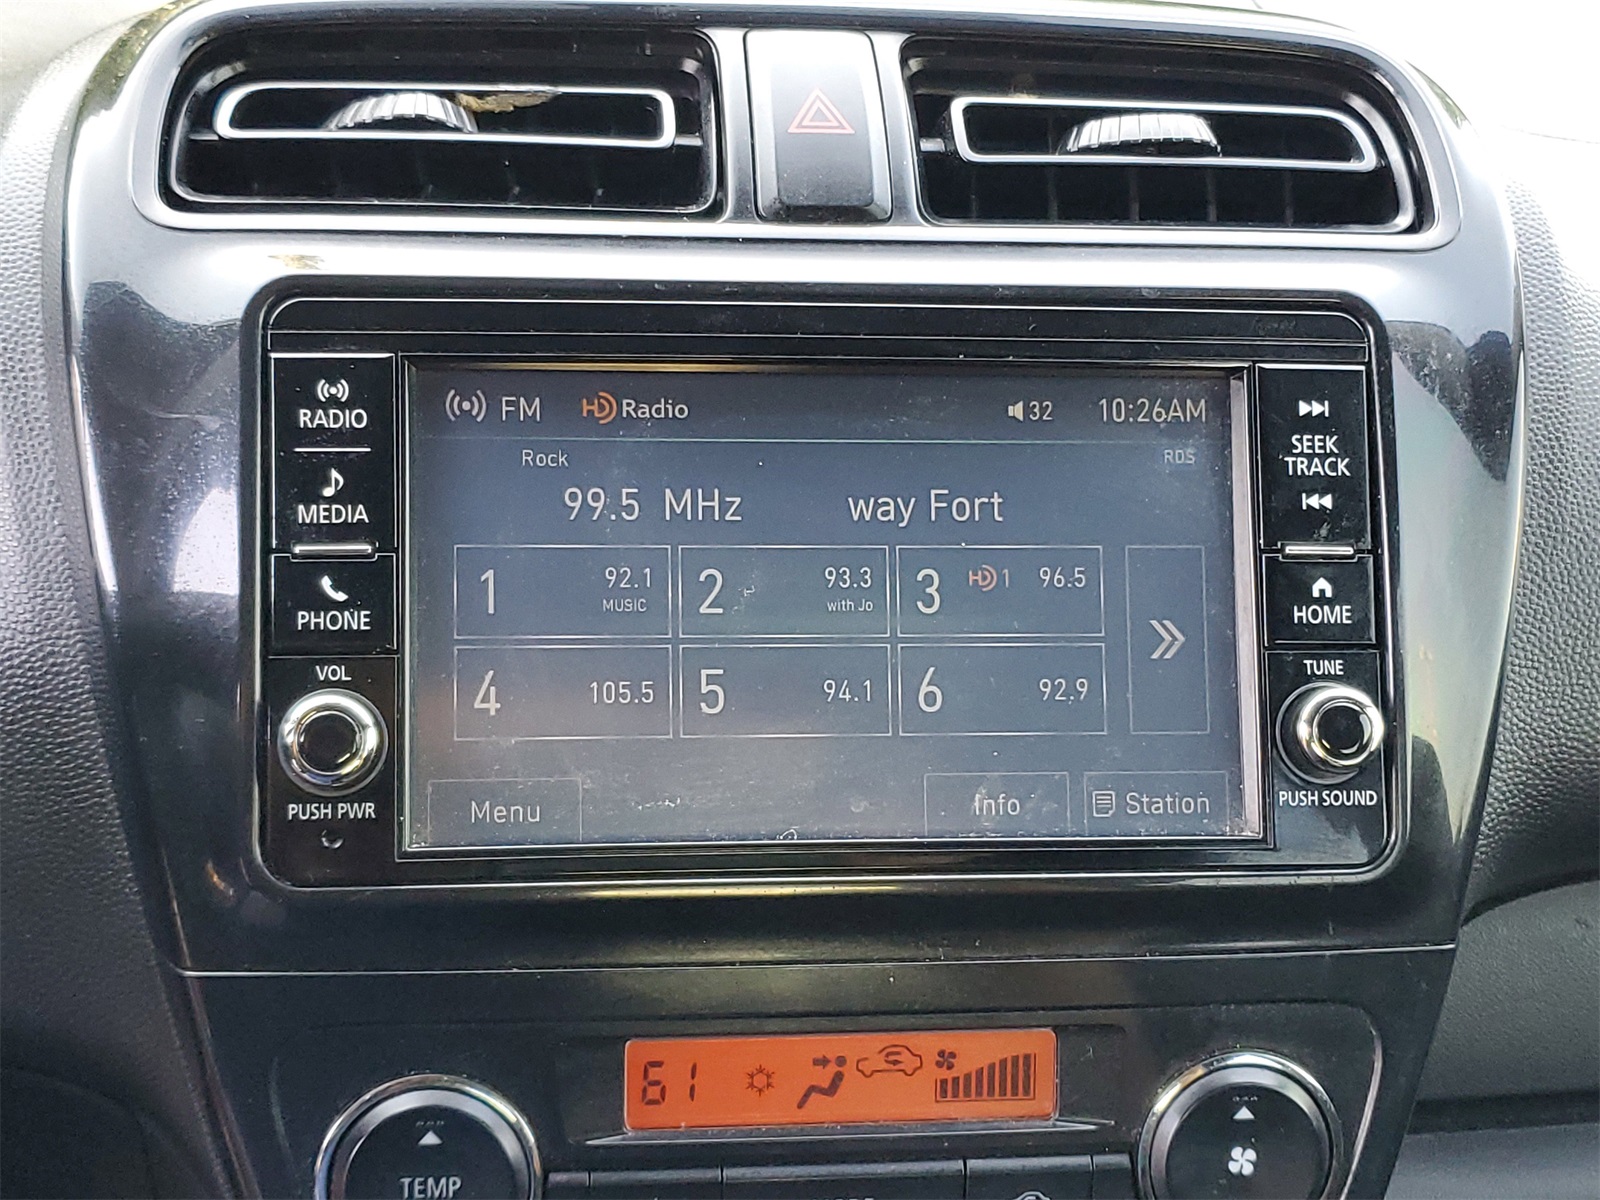 RADIO
MEDIA
PHONE
VOL
PUSH PWR
FM HD Radio 32 10:26AM
Rock RDS
99.5 MHz way Fort
1 92.1 MUSIC
2 93.3 with Jo
3 HD 1 96.5
4 105.5
5 94.1
6 92.9
Menu Info Station
SEEK
TRACK
HOME
TUNE
PUSH SOUND
61
TEMP